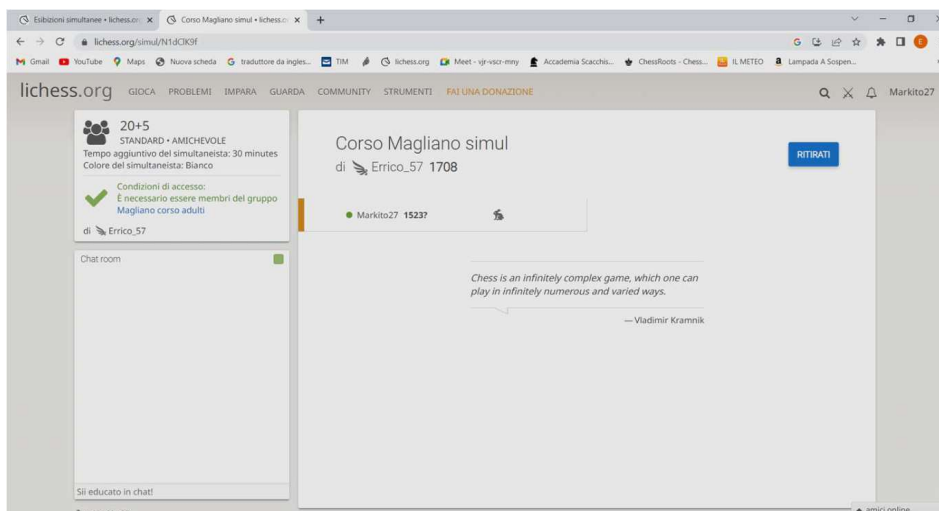 Esibizioni simultanee • lichess.or
Corso Magliano simul • lichess.o
lichess.org/simul/N1dCIK9f
Gmail
YouTube
Maps
Nuova scheda
traduttore da ingles...
TIM
lichess.org
Meet - vjr-vscr-mny
Accademia Scacchis...
ChessRoots - Chess...
IL METEO
Lampada A Sospen...
lichess.org
GIOCA PROBLEMI IMPARA GUARDA COMMUNITY STRUMENTI FAI UNA DONAZIONE
Markito27
20+5
STANDARD • AMICHEVOLE
Tempo aggiuntivo del simultaneista: 30 minutes
Colore del simultaneista: Bianco
Condizioni di accesso:
È necessario essere membri del gruppo
Magliano corso adulti
di Errico_57
Chat room
Sii educato in chat!
Corso Magliano simul
di Errico_57 1708
RITIRATI
Markito27 1523?
Chess is an infinitely complex game, which one can
play in infinitely numerous and varied ways.
— Vladimir Kramnik
amici online